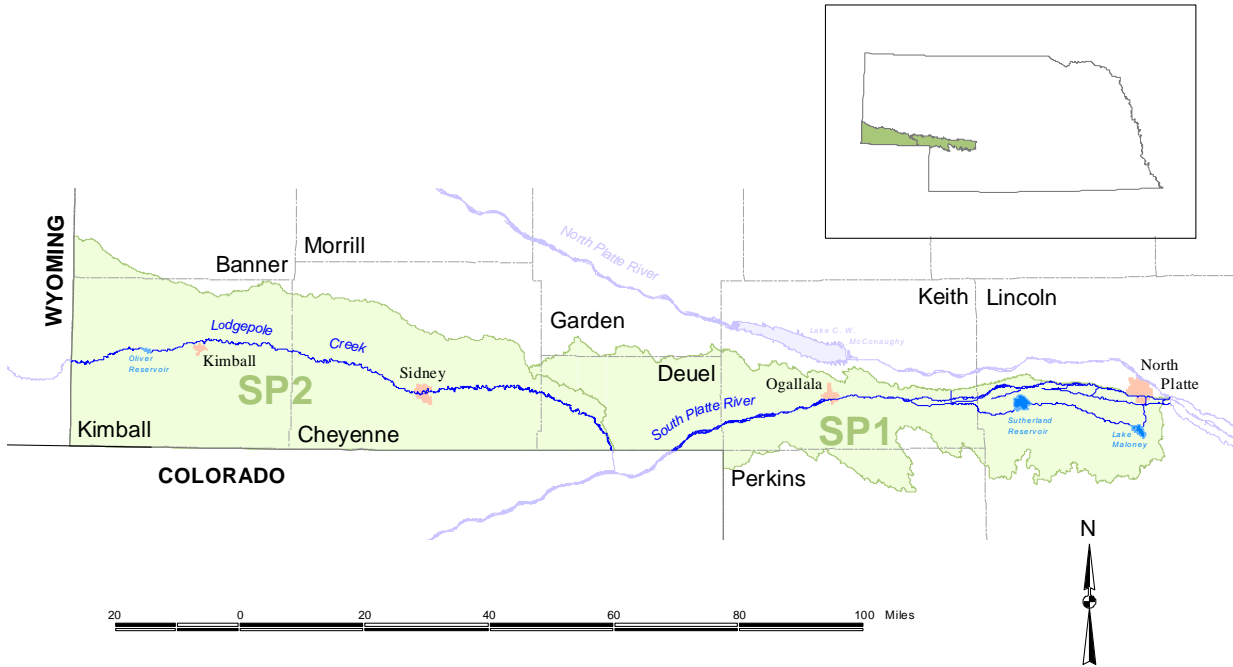 WYOMING
Morrill
Banner
North Platte River
Garden
Keith
Lincoln
Lodgepole
Creek
Oliver
Reservoir
Kimball
Sidney
SP2
Kimball
Cheyenne
COLORADO
Deuel
South Platte River
Lake C. W.
McConaughy
Ogallala
SP1
Perkins
North
Platte
Sutherland
Reservoir
Lake
Maloney
N
20 0 20 40 60 80 100 Miles